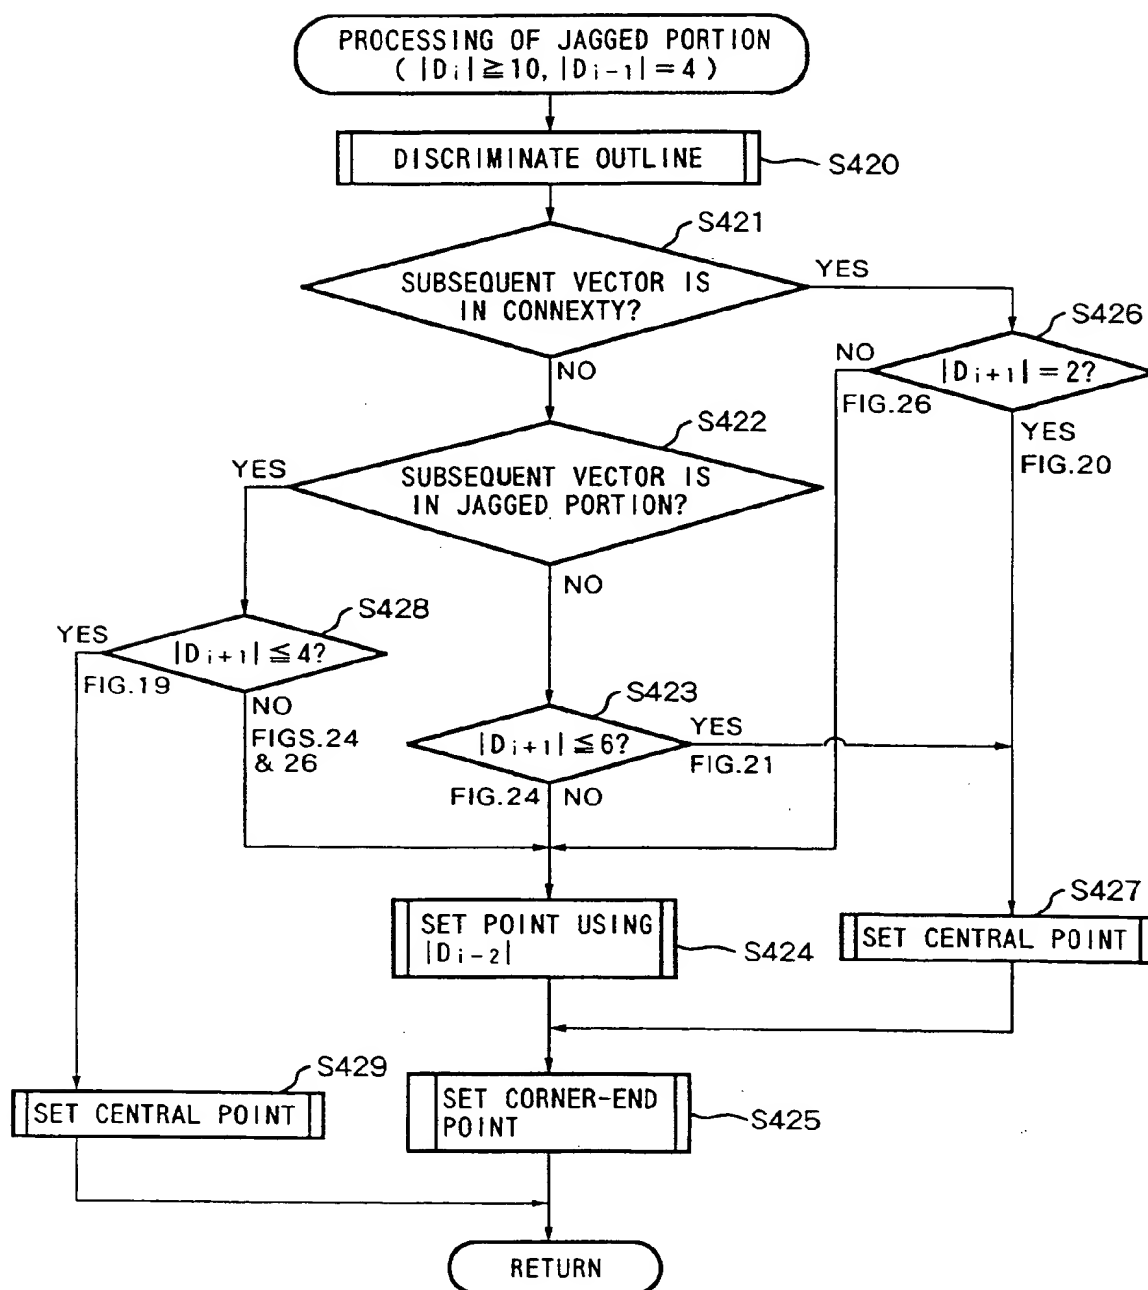 PROCESSING OF JAGGED PORTION
( |Di| ≧ 10, |Di-1| = 4 )
DISCRIMINATE OUTLINE
S420
S421
SUBSEQUENT VECTOR IS
IN CONNEXTY?
YES
NO
S426
|Di+1| = 2?
NO
FIG.26
YES
FIG.20
S422
SUBSEQUENT VECTOR IS
IN JAGGED PORTION?
YES
NO
S428
|Di+1| ≦ 4?
YES
FIG.19
NO
FIGS.24
& 26
S423
|Di+1| ≦ 6?
YES
FIG.21
FIG.24
NO
SET POINT USING
|Di-2|
S424
S427
SET CENTRAL POINT
S429
SET CENTRAL POINT
SET CORNER-END
POINT
S425
RETURN